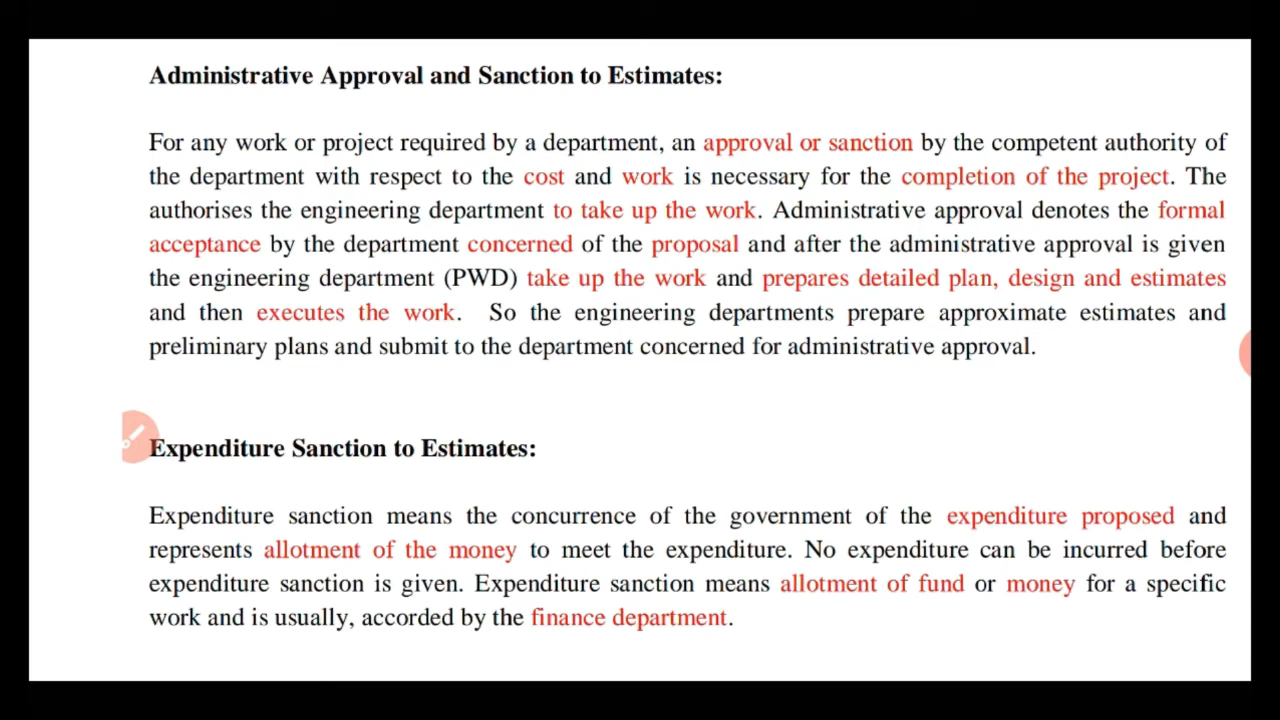 Administrative Approval and Sanction to Estimates:
For any work or project required by a department, an approval or sanction by the competent authority of
the department with respect to the cost and work is necessary for the completion of the project. The
authorises the engineering department to take up the work. Administrative approval denotes the formal
acceptance by the department concerned of the proposal and after the administrative approval is given
the engineering department (PWD) take up the work and prepares detailed plan, design and estimates
and then executes the work. So the engineering departments prepare approximate estimates and
preliminary plans and submit to the department concerned for administrative approval.
Expenditure Sanction to Estimates:
Expenditure sanction means the concurrence of the government of the expenditure proposed and
represents allotment of the money to meet the expenditure. No expenditure can be incurred before
expenditure sanction is given. Expenditure sanction means allotment of fund or money for a specific
work and is usually, accorded by the finance department.